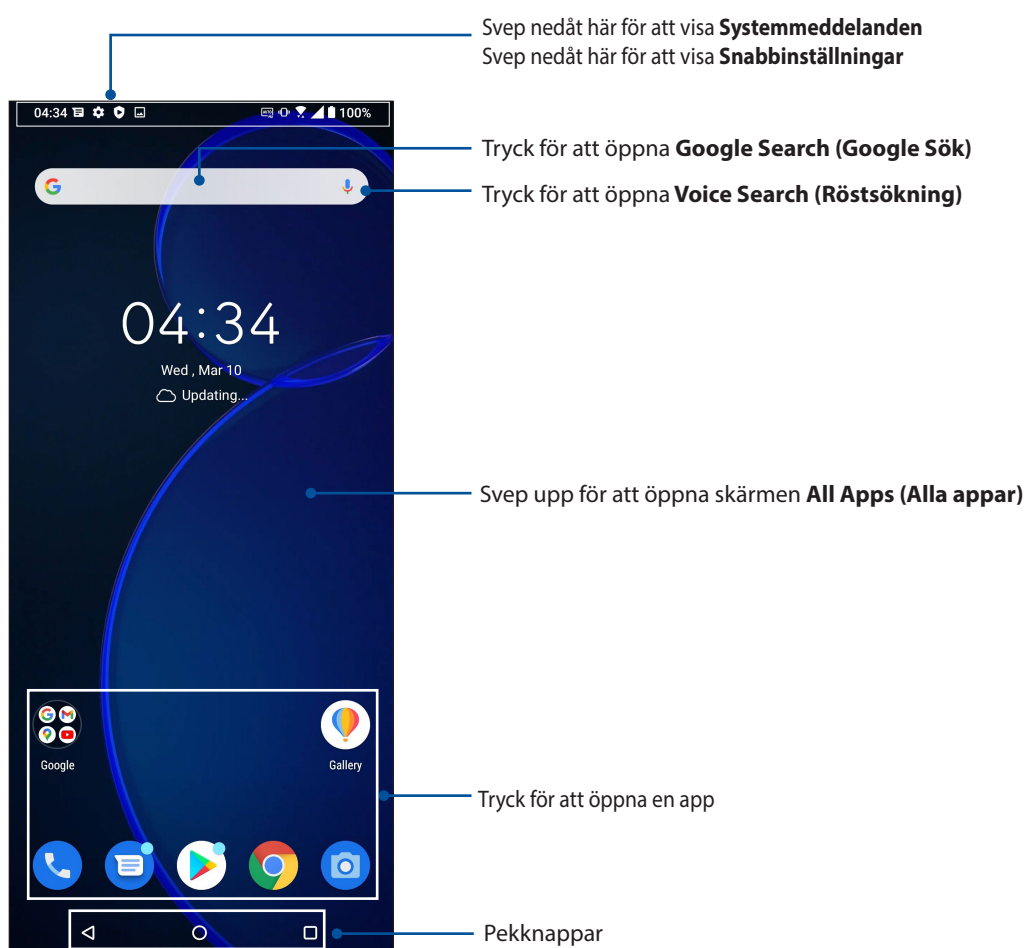 Svep nedåt här för att visa Systemmeddelanden
Svep nedåt här för att visa Snabbinställningar
04:34
100%
Tryck för att öppna Google Search (Google Sök)
Tryck för att öppna Voice Search (Röstsökning)
04:34
Wed , Mar 10
Updating...
Svep upp för att öppna skärmen All Apps (Alla appar)
Google
Gallery
Tryck för att öppna en app
Pekknappar